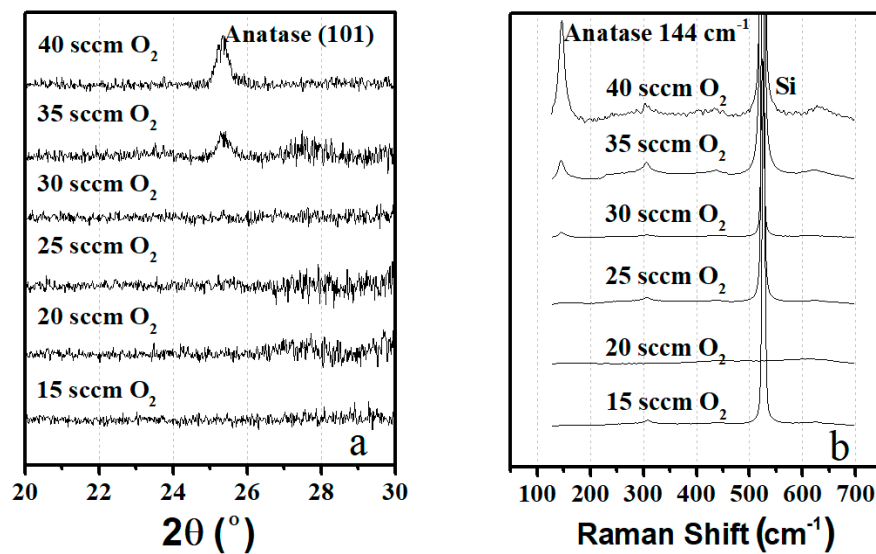 Anatase (101)
40 sccm O₂
35 sccm O₂
30 sccm O₂
25 sccm O₂
20 sccm O₂
15 sccm O₂
a
20 22 24 26 28 30
2θ (°)
Anatase 144 cm⁻¹
Si
40 sccm O₂
35 sccm O₂
30 sccm O₂
25 sccm O₂
20 sccm O₂
15 sccm O₂
b
100 200 300 400 500 600 700
Raman Shift (cm⁻¹)